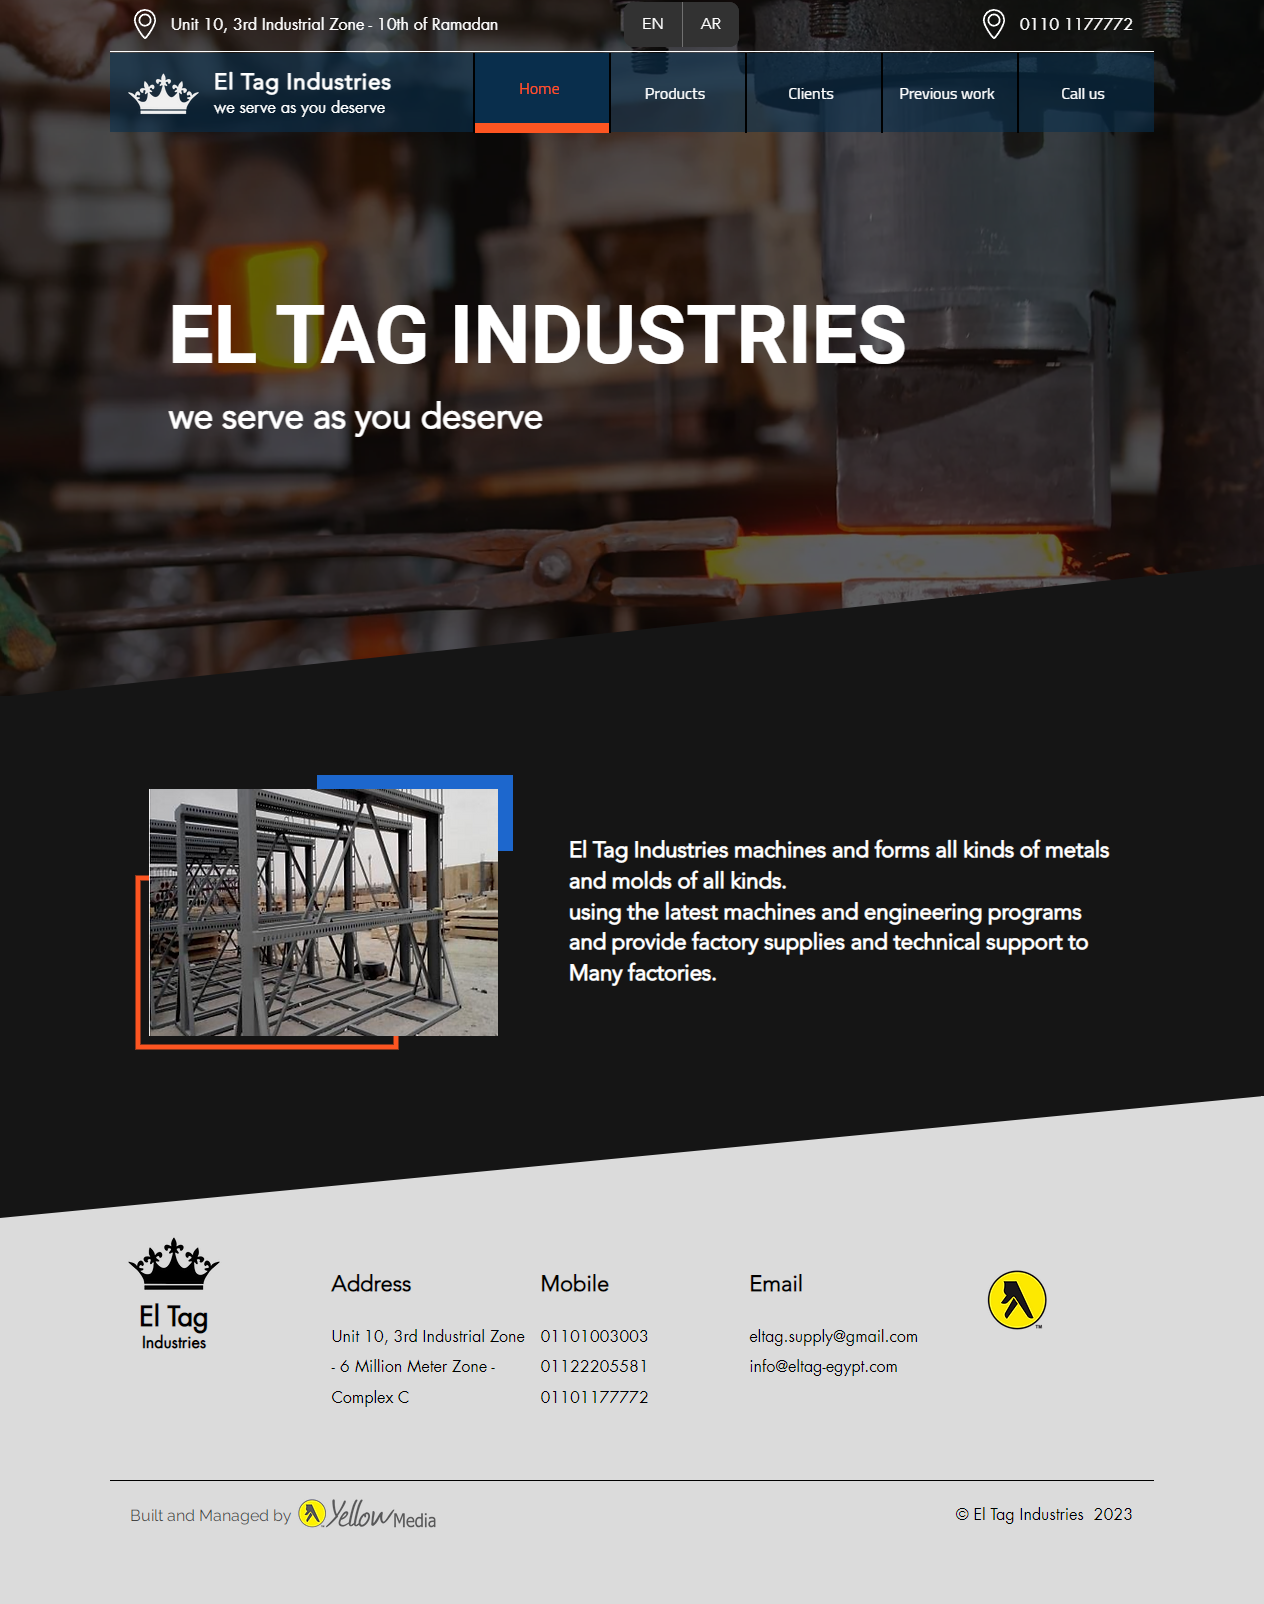 Unit 10, 3rd Industrial Zone - 10th of Ramadan
EN AR
0110 1177772
El Tag Industries
we serve as you deserve
Home
Products
Clients
Previous work
Call us
EL TAG INDUSTRIES
we serve as you deserve
El Tag Industries machines and forms all kinds of metals
and molds of all kinds.
using the latest machines and engineering programs
and provide factory supplies and technical support to
Many factories.
El Tag
Industries
Address
Unit 10, 3rd Industrial Zone
- 6 Million Meter Zone -
Complex C
Mobile
01101003003
01122205581
01101177772
Email
eltag.supply@gmail.com
info@eltag-egypt.com
TM
Built and Managed by Yellow Media
© El Tag Industries 2023